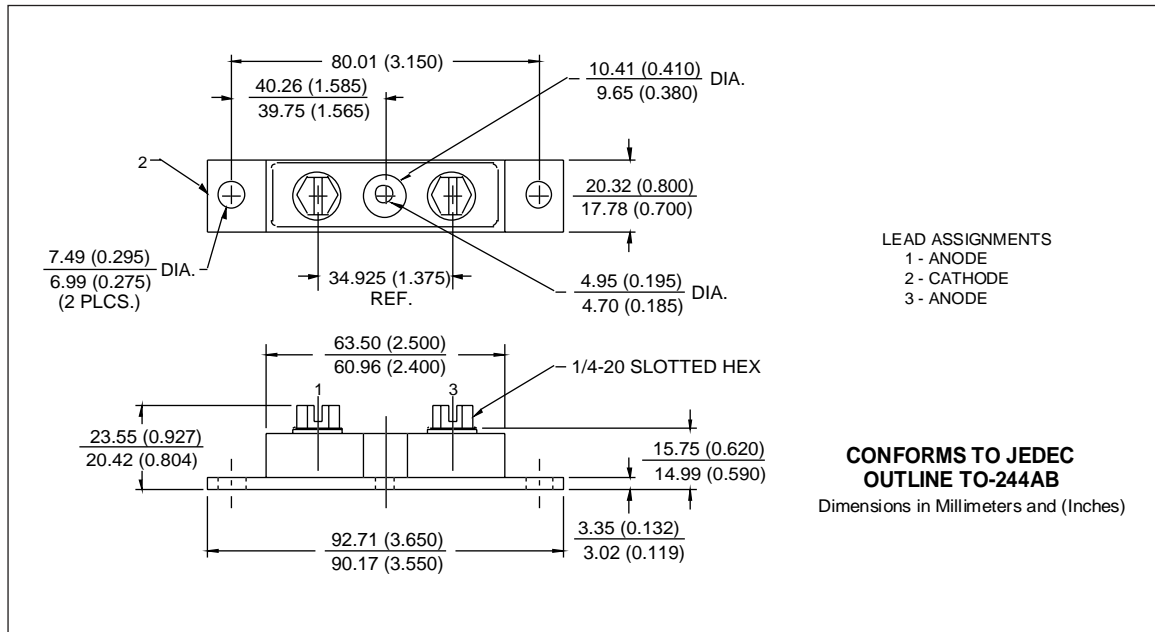 80.01 (3.150)
40.26 (1.585)
39.75 (1.565)
10.41 (0.410)
9.65 (0.380)
DIA.
2
20.32 (0.800)
17.78 (0.700)
7.49 (0.295)
6.99 (0.275)
DIA.
(2 PLCS.)
34.925 (1.375)
REF.
4.95 (0.195)
4.70 (0.185)
DIA.
LEAD ASSIGNMENTS
1 - ANODE
2 - CATHODE
3 - ANODE
63.50 (2.500)
60.96 (2.400)
1/4-20 SLOTTED HEX
1
3
23.55 (0.927)
20.42 (0.804)
15.75 (0.620)
14.99 (0.590)
3.35 (0.132)
3.02 (0.119)
92.71 (3.650)
90.17 (3.550)
CONFORMS TO JEDEC
OUTLINE TO-244AB
Dimensions in Millimeters and (Inches)